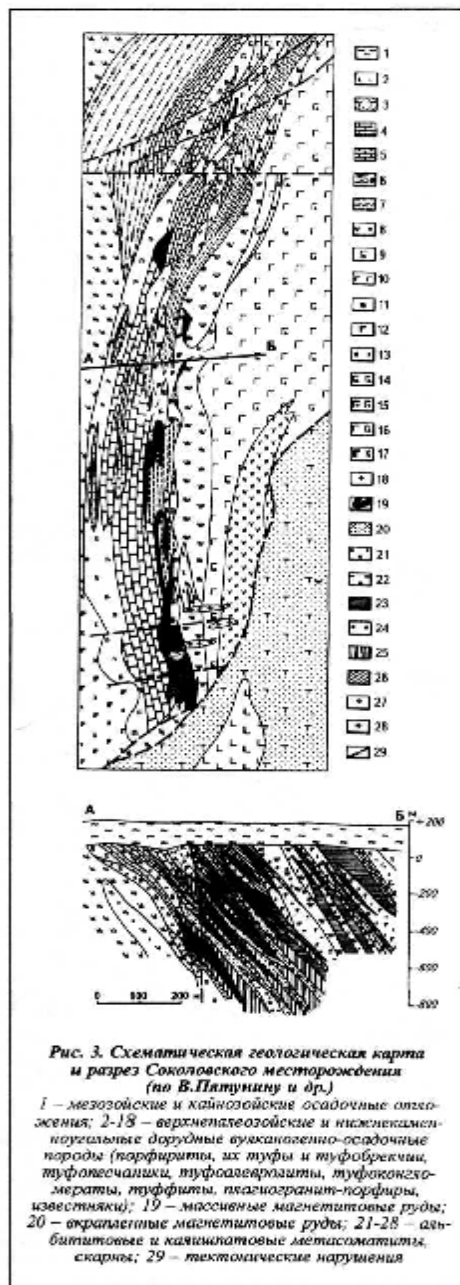 1
2
3
4
5
6
7
8
9
10
11
12
13
14
15
16
17
18
19
20
21
22
23
24
25
26
27
28
29
А
Б
А
Б
м
+200
0
-200
-400
-600
-800
0
200 м
Рис. 3. Схематическая геологическая карта
и разрез Соколовского месторождения
(по В.Пятунину и др.)
1 – мезозойские и кайнозойские осадочные отло-
жения; 2-18 – верхнепалеозойские и нижнекамен-
ноугольные дорудные вулканогенно-осадочные
породы (порфириты, их туфы и туфобрекчии,
туфопесчаники, туфоалевролиты, туфоконгло-
мераты, туффиты, плагиогранит-порфиры,
известняки); 19 – массивные магнетитовые руды;
20 – вкрапленные магнетитовые руды; 21-28 – аль-
битовые и калишпатовые метасоматиты,
скарны; 29 – тектонические нарушения